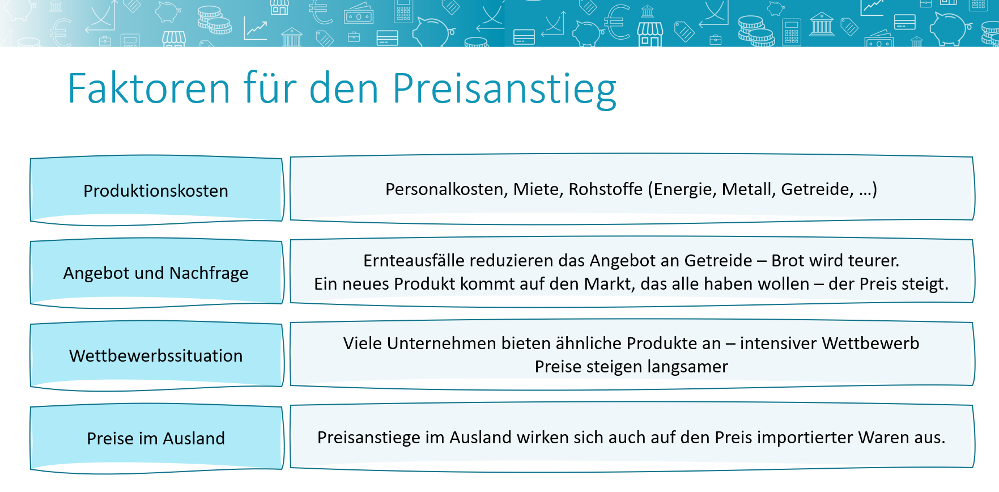 Faktoren für den Preisanstieg
Produktionskosten
Personalkosten, Miete, Rohstoffe (Energie, Metall, Getreide, …)
Angebot und Nachfrage
Ernteausfälle reduzieren das Angebot an Getreide – Brot wird teurer.
Ein neues Produkt kommt auf den Markt, das alle haben wollen – der Preis steigt.
Wettbewerbssituation
Viele Unternehmen bieten ähnliche Produkte an – intensiver Wettbewerb
Preise steigen langsamer
Preise im Ausland
Preisanstiege im Ausland wirken sich auch auf den Preis importierter Waren aus.